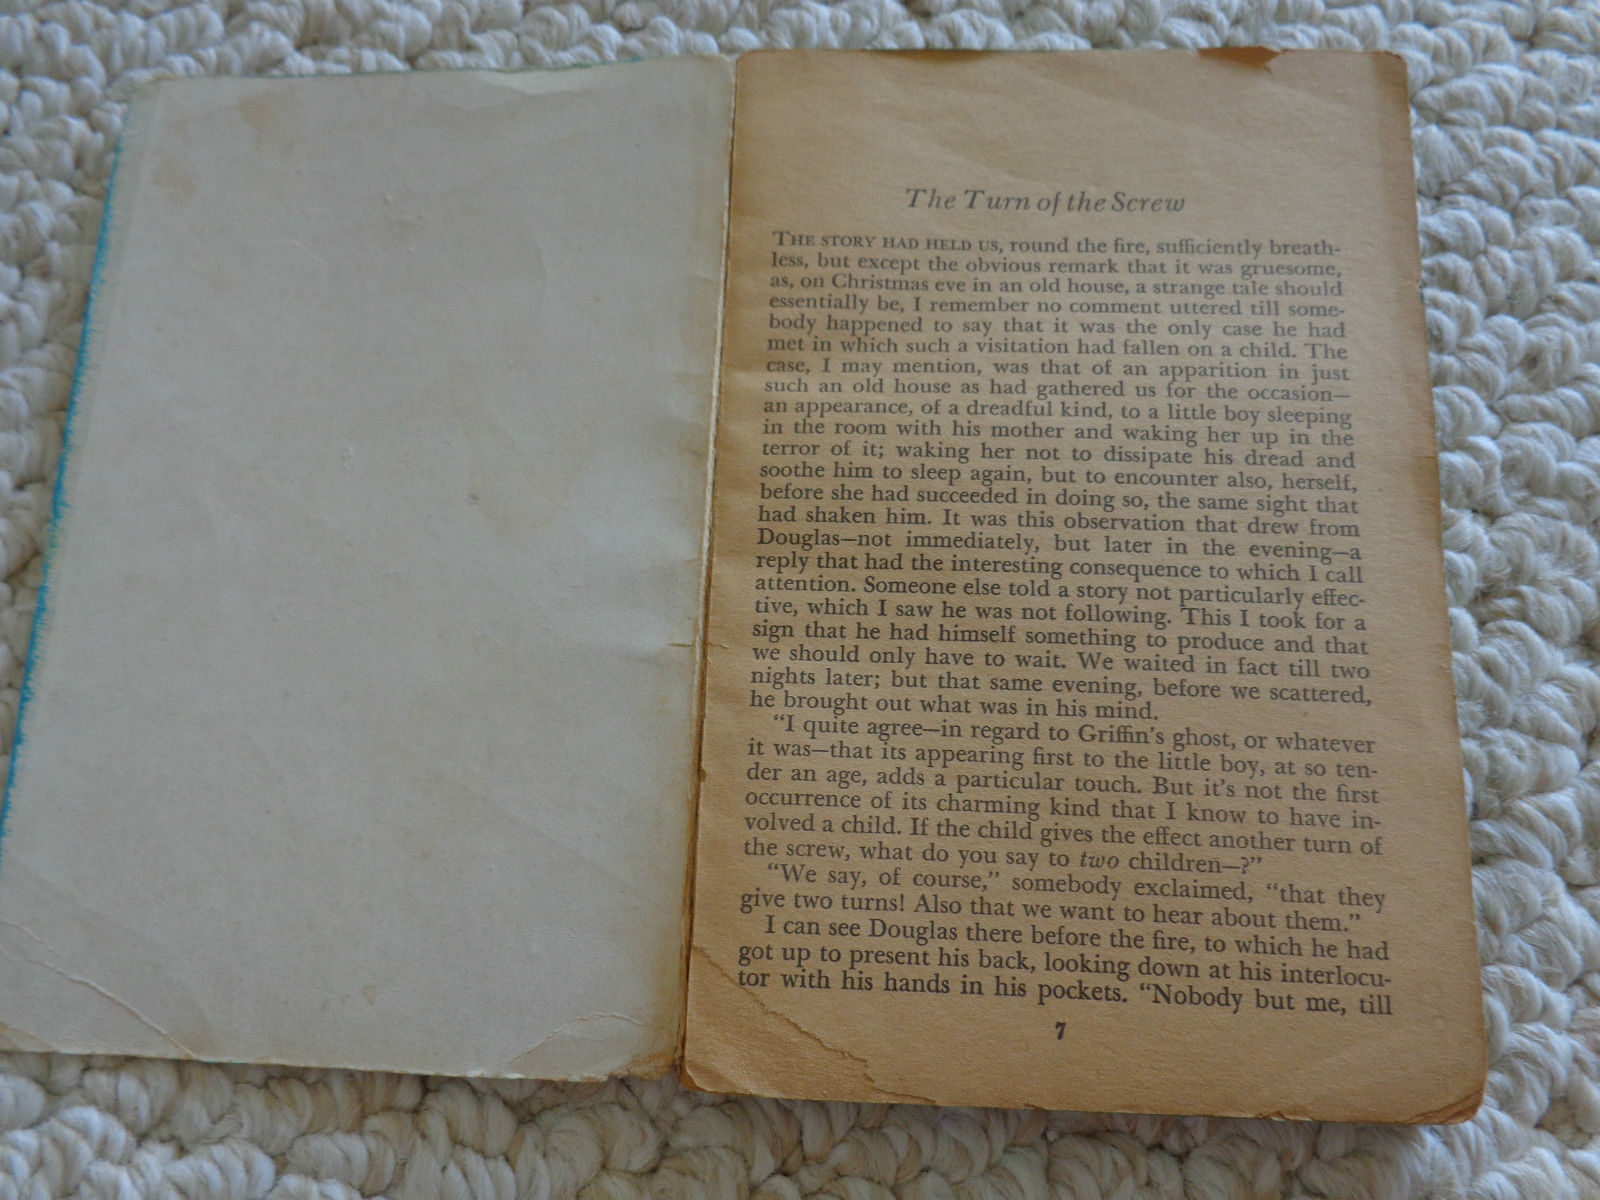 The Turn of the Screw
THE STORY HAD HELD US, round the fire, sufficiently breath-
less, but except the obvious remark that it was gruesome,
as, on Christmas eve in an old house, a strange tale should
essentially be, I remember no comment uttered till some-
body happened to say that it was the only case he had
met in which such a visitation had fallen on a child. The
case, I may mention, was that of an apparition in just
such an old house as had gathered us for the occasion—
an appearance, of a dreadful kind, to a little boy sleeping
in the room with his mother and waking her up in the
terror of it; waking her not to dissipate his dread and
soothe him to sleep again, but to encounter also, herself,
before she had succeeded in doing so, the same sight that
had shaken him. It was this observation that drew from
Douglas—not immediately, but later in the evening—a
reply that had the interesting consequence to which I call
attention. Someone else told a story not particularly effec-
tive, which I saw he was not following. This I took for a
sign that he had himself something to produce and that
we should only have to wait. We waited in fact till two
nights later; but that same evening, before we scattered,
he brought out what was in his mind.
"I quite agree—in regard to Griffin's ghost, or whatever
it was—that its appearing first to the little boy, at so ten-
der an age, adds a particular touch. But it's not the first
occurrence of its charming kind that I know to have in-
volved a child. If the child gives the effect another turn of
the screw, what do you say to two children—?"
"We say, of course," somebody exclaimed, "that they
give two turns! Also that we want to hear about them."
I can see Douglas there before the fire, to which he had
got up to present his back, looking down at his interlocu-
tor with his hands in his pockets. "Nobody but me, till
7